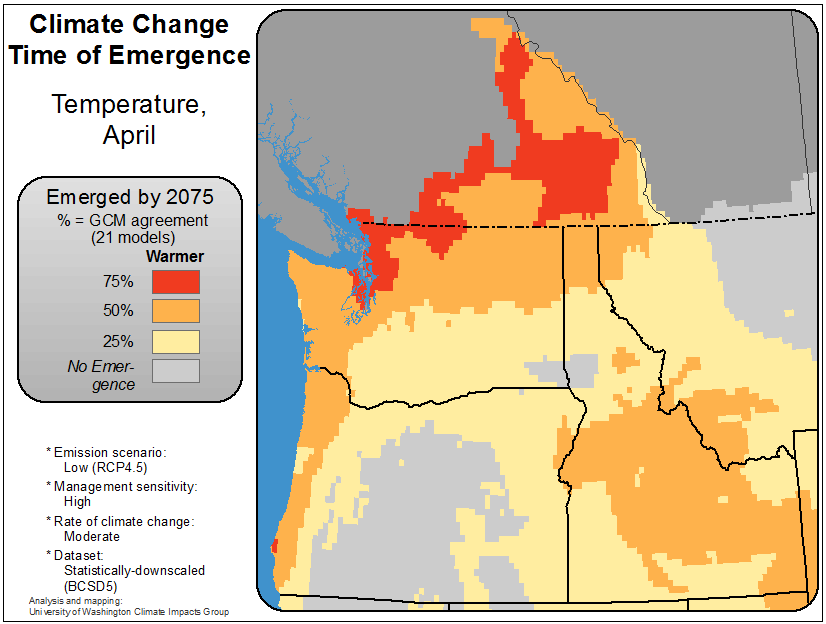 Climate Change
Time of Emergence
Temperature,
April
Emerged by 2075
% = GCM agreement
(21 models)
Warmer
75%
50%
25%
No Emer-
gence
* Emission scenario:
Low (RCP4.5)
* Management sensitivity:
High
* Rate of climate change:
Moderate
* Dataset:
Statistically-downscaled
(BCSD5)
Analysis and mapping:
University of Washington Climate Impacts Group